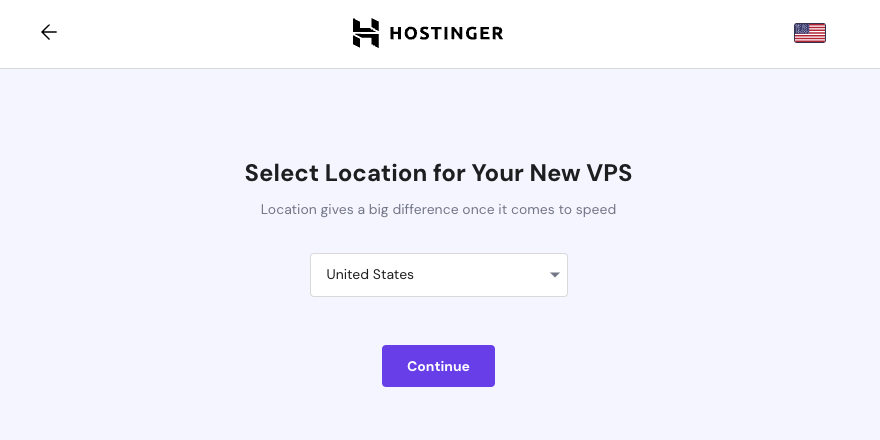 HOSTINGER
Select Location for Your New VPS
Location gives a big difference once it comes to speed
United States
Continue